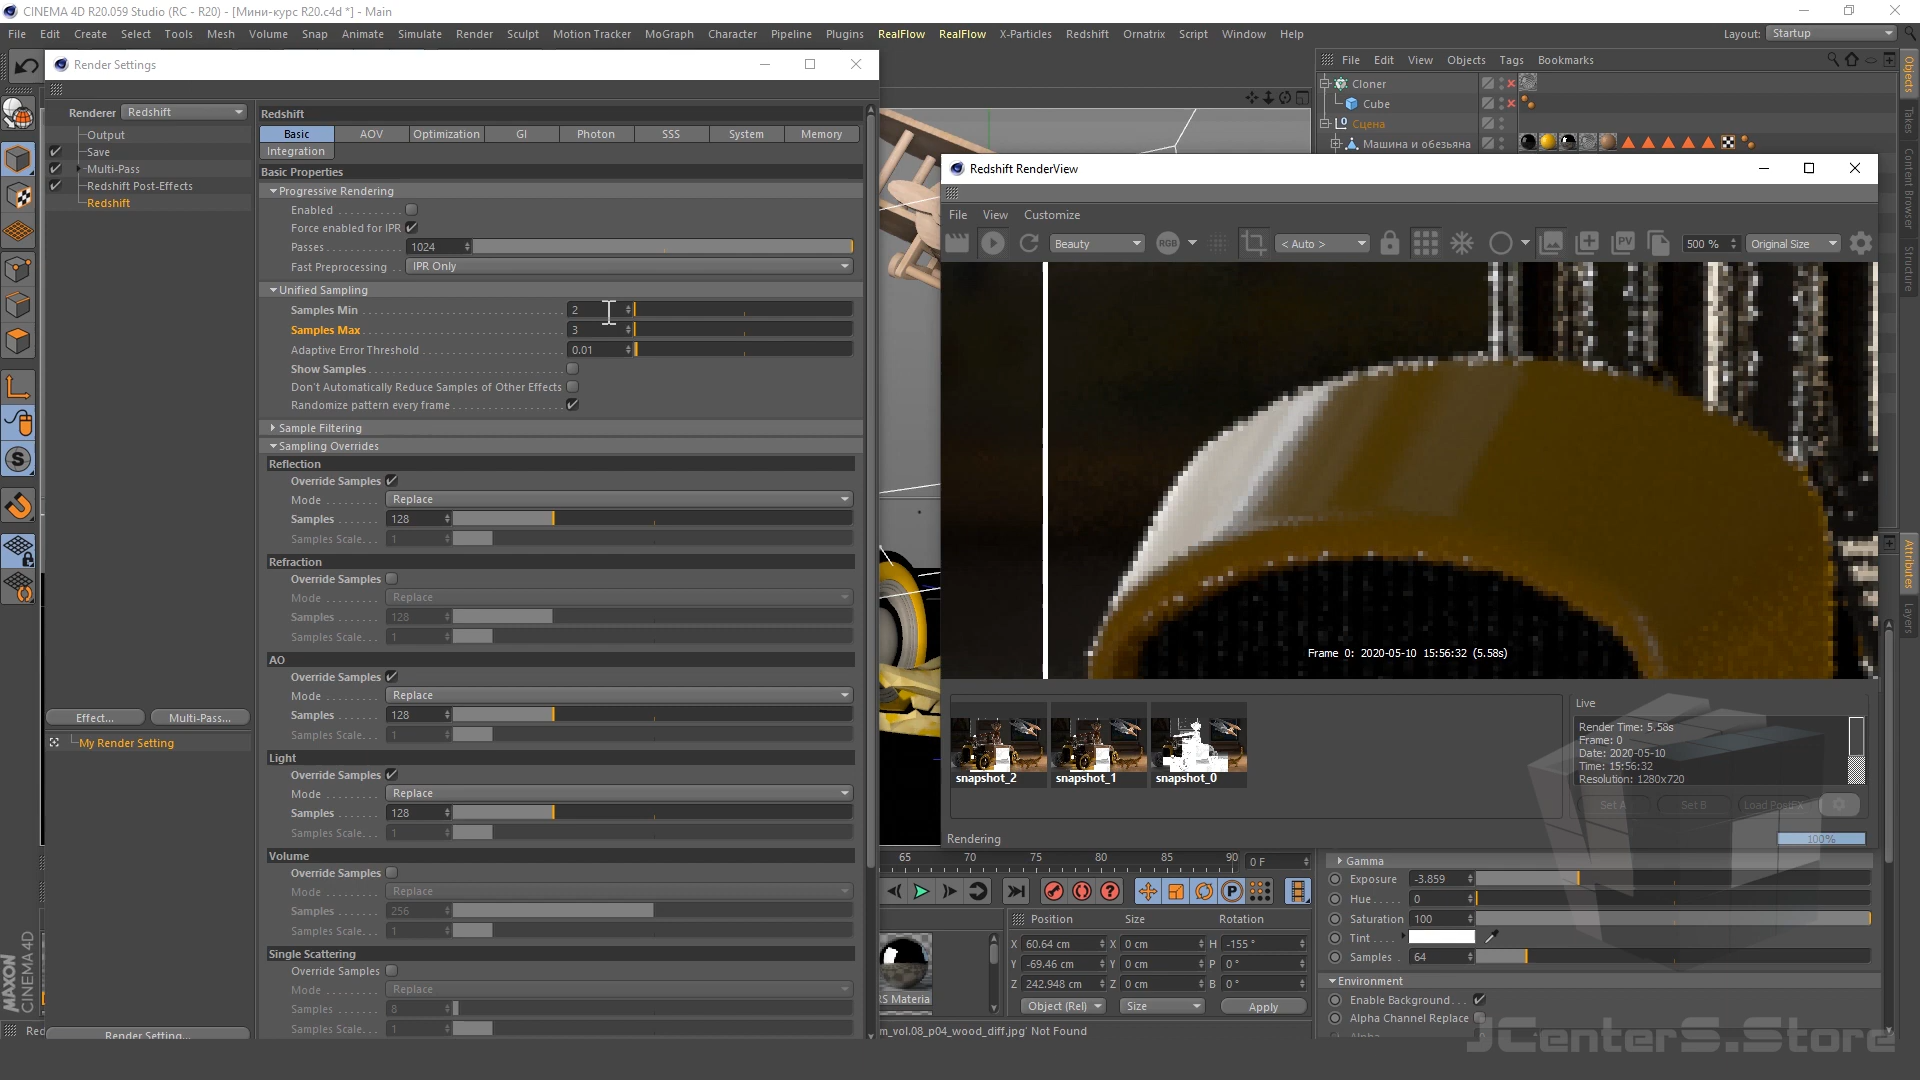 CINEMA 4D R20.059 Studio (RC - R20) - [Мини-курс R20.c4d *] - Main
File Edit Create Select Tools Mesh Volume Snap Animate Simulate Render Sculpt Motion Tracker MoGraph Character Pipeline Plugins RealFlow RealFlow X-Particles Redshift Ornatrix Script Window Help
Layout: Startup
Render Settings
Renderer Redshift
Output
Save
Multi-Pass
Redshift Post-Effects
Redshift
Effect... Multi-Pass...
My Render Setting
Render Setting...
Redshift
Basic AOV Optimization GI Photon SSS System Memory
Integration
Basic Properties
Progressive Rendering
Enabled
Force enabled for IPR
Passes 1024
Fast Preprocessing IPR Only
Unified Sampling
Samples Min 2
Samples Max 3
Adaptive Error Threshold 0.01
Show Samples
Don't Automatically Reduce Samples of Other Effects
Randomize pattern every frame
Sample Filtering
Sampling Overrides
Reflection
Override Samples
Mode Replace
Samples 128
Samples Scale 1
Refraction
Override Samples
Mode Replace
Samples 128
Samples Scale 1
AO
Override Samples
Mode Replace
Samples 128
Samples Scale 1
Light
Override Samples
Mode Replace
Samples 128
Samples Scale 1
Volume
Override Samples
Mode Replace
Samples 256
Samples Scale 1
Single Scattering
Override Samples
Mode Replace
Samples 8
Samples Scale 1
File Edit View Objects Tags Bookmarks
Cloner
Cube
Сцена
Машина и обезьяна
Objects
Takes
Content Browser
Structure
Attributes
Layers
Redshift RenderView
File View Customize
Beauty RGB < Auto > PV 500 % Original Size
Frame 0: 2020-05-10 15:56:32 (5.58s)
snapshot_2 snapshot_1 snapshot_0
Live
Render Time: 5.58s
Frame: 0
Date: 2020-05-10
Time: 15:56:32
Resolution: 1280x720
Set A Set B Load PostFx
Rendering 100%
65 70 75 80 85 90 0 F
Position Size Rotation
X 60.64 cm X 0 cm H -155 °
Y -69.46 cm Y 0 cm P 0 °
Z 242.948 cm Z 0 cm B 0 °
Object (Rel) Size Apply
RS Materia
m_vol.08_p04_wood_diff.jpg' Not Found
Gamma
Exposure -3.859
Hue 0
Saturation 100
Tint
Samples 64
Environment
Enable Background
Alpha Channel Replace
Alpha
MAXON
CINEMA 4D
Red
JCenterS.Store